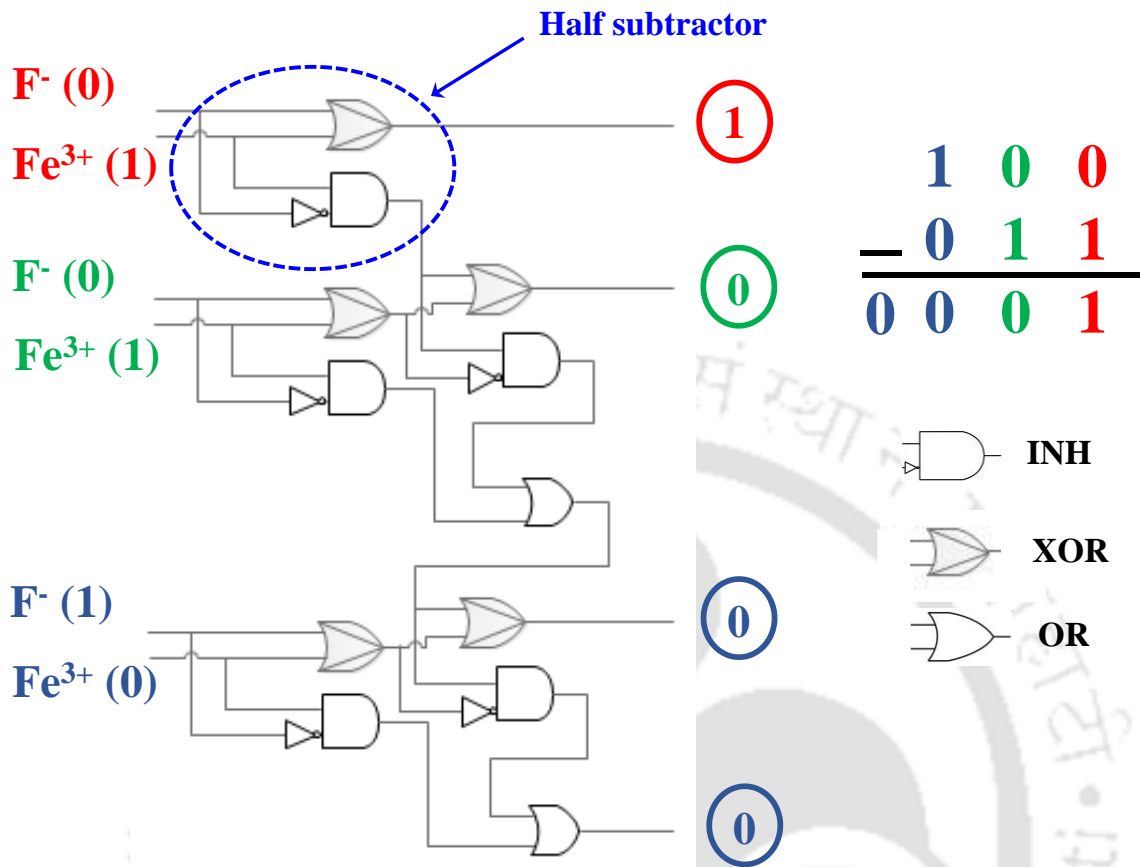 Half subtractor
F⁻ (0)
Fe³⁺ (1)
1
F⁻ (0)
Fe³⁺ (1)
0
F⁻ (1)
Fe³⁺ (0)
0
0
1 0 0
— 0 1 1
0 0 0 1
INH
XOR
OR